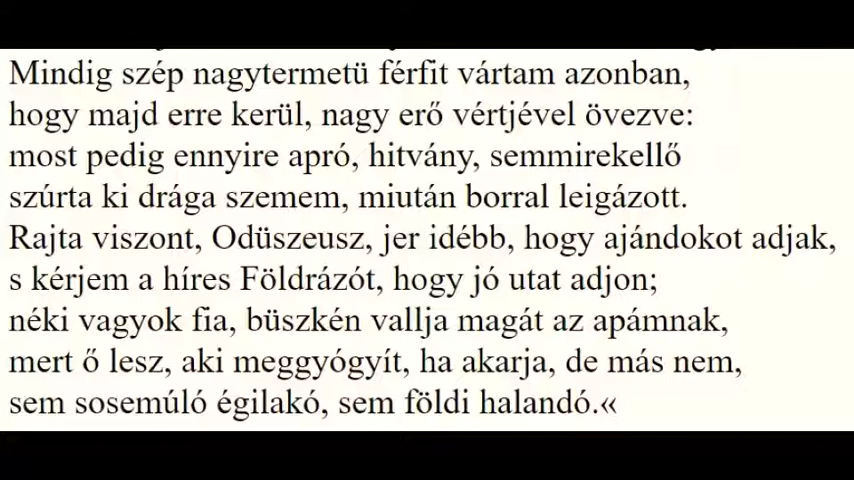 Mindig szép nagytermetü férfit vártam azonban,
hogy majd erre kerül, nagy erő vértjével övezve:
most pedig ennyire apró, hitvány, semmirekellő
szúrta ki drága szemem, miután borral leigázott.
Rajta viszont, Odüszeusz, jer idébb, hogy ajándokot adjak,
s kérjem a híres Földrázót, hogy jó utat adjon;
néki vagyok fia, büszkén vallja magát az apámnak,
mert ő lesz, aki meggyógyít, ha akarja, de más nem,
sem sosemúló égilakó, sem földi halandó.«